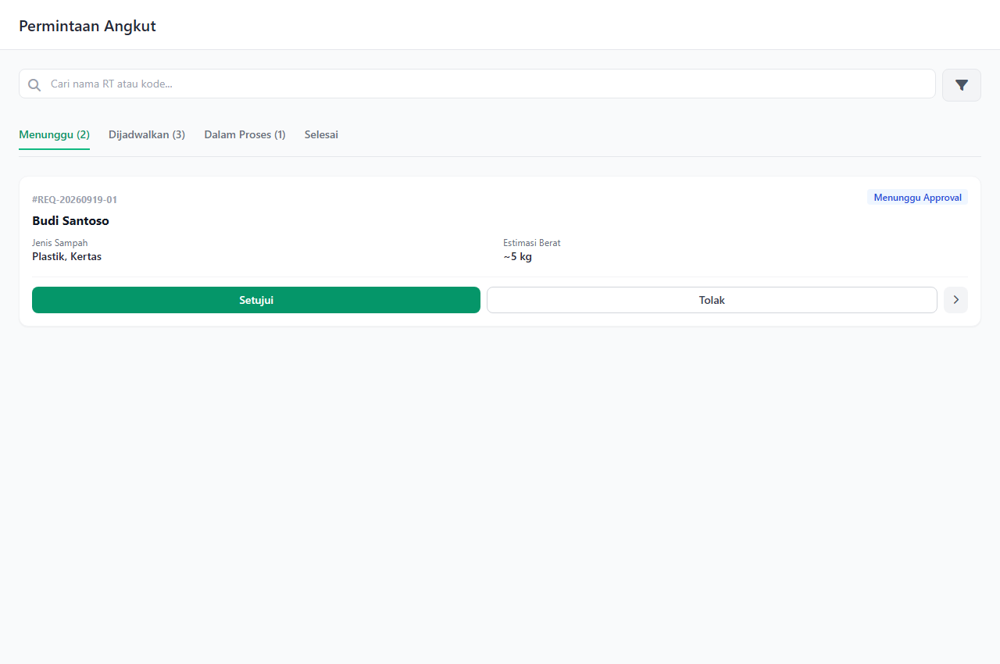 Permintaan Angkut
Cari nama RT atau kode...
Menunggu (2) Dijadwalkan (3) Dalam Proses (1) Selesai
#REQ-20260919-01 Menunggu Approval
Budi Santoso
Jenis Sampah Estimasi Berat
Plastik, Kertas ~5 kg
Setujui Tolak